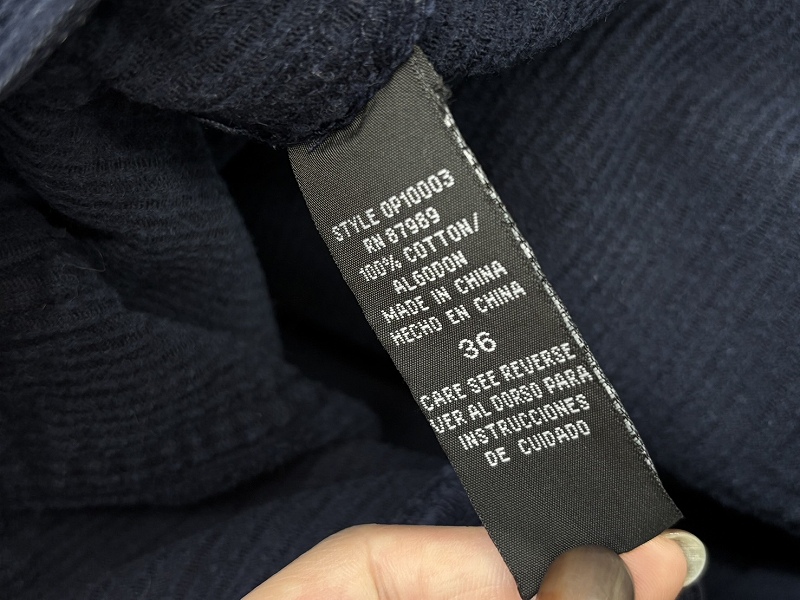 STYLE OP10003
RN 87989
100% COTTON/
ALGODON
MADE IN CHINA
HECHO EN CHINA
36
CARE SEE REVERSE
VER AL DORSO PARA
INSTRUCCIONES
DE CUIDADO